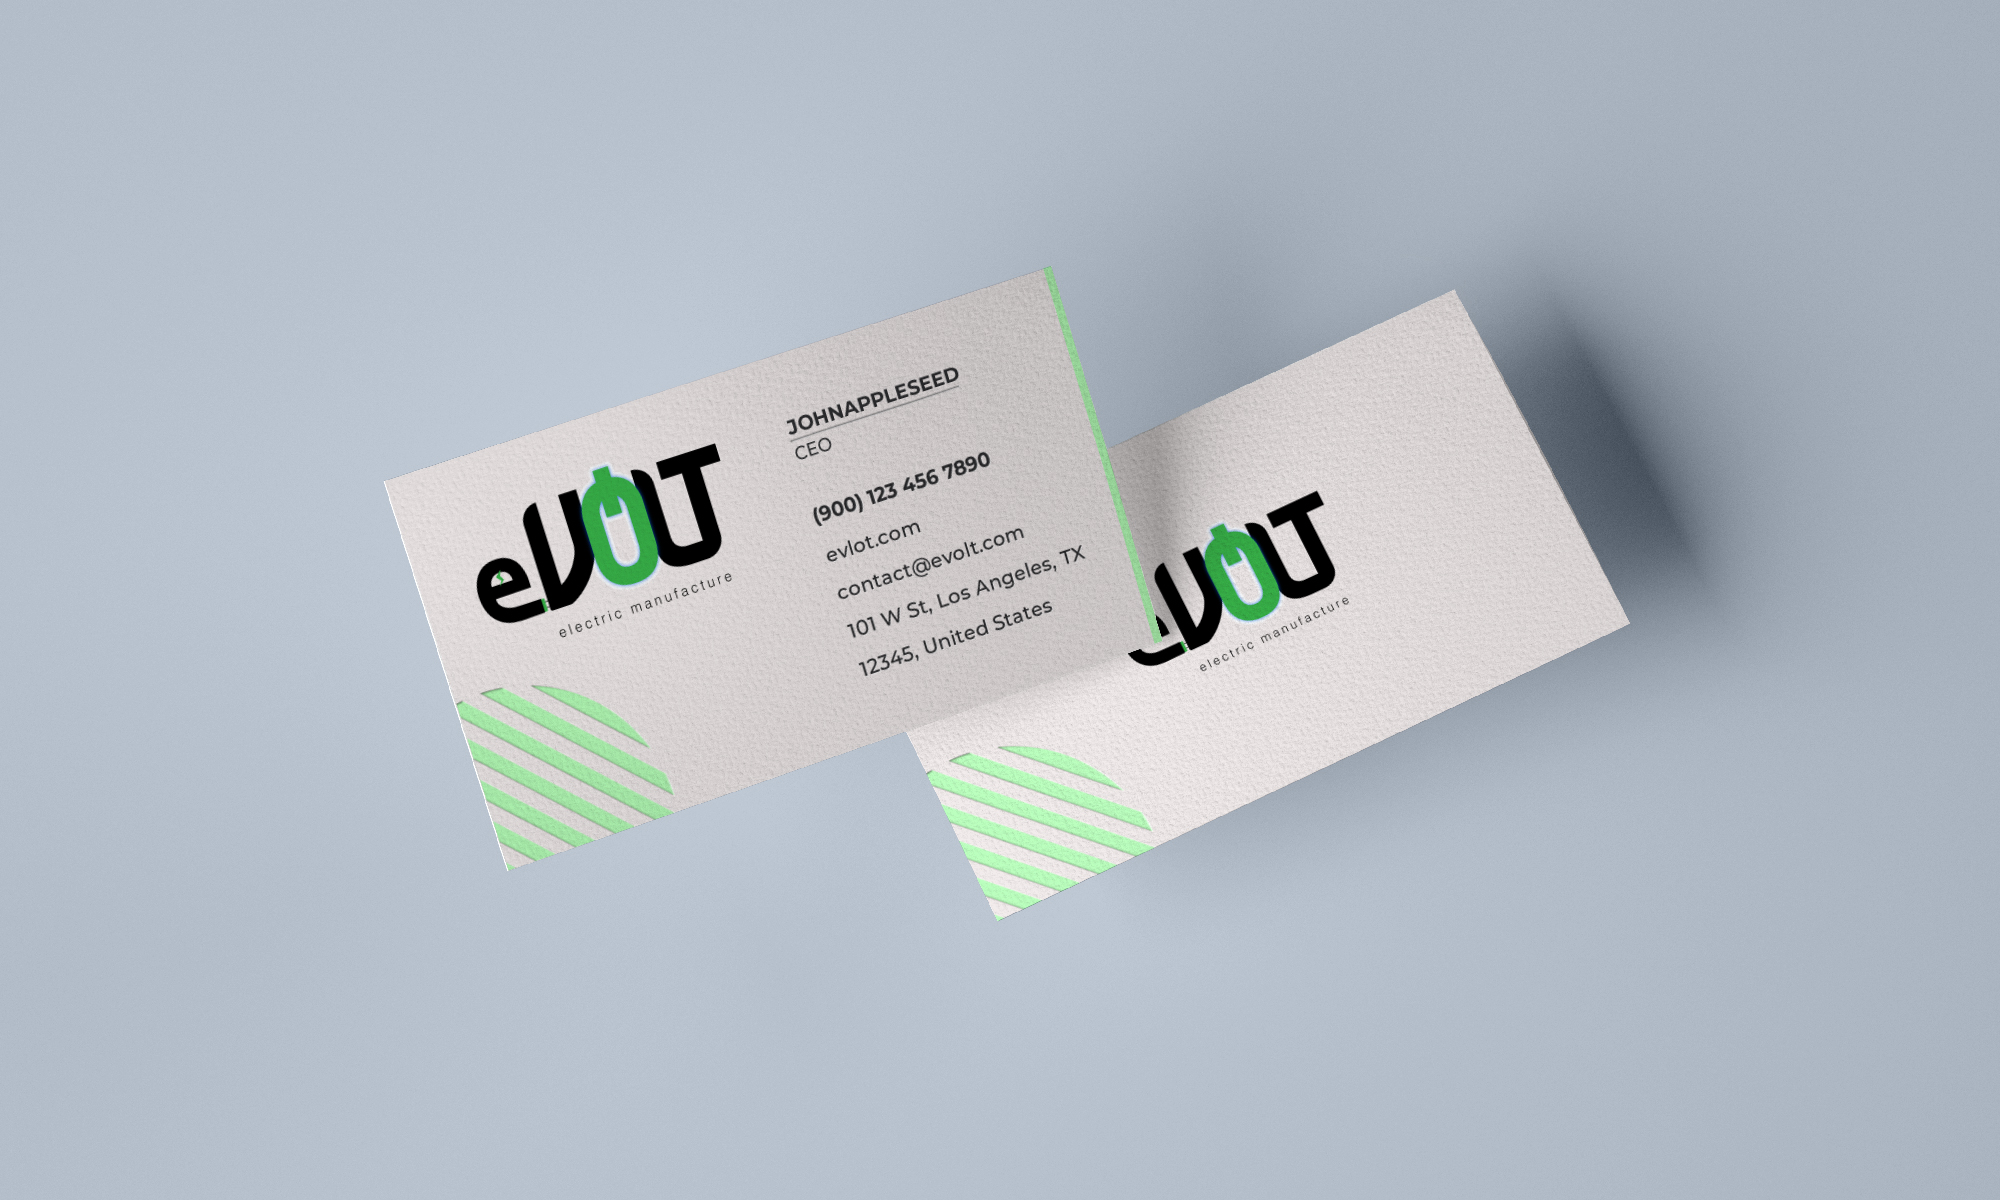 eVOLT
electric manufacture
JOHNAPPLESEED
CEO
(900) 123 456 7890
evlot.com
contact@evolt.com
101 W St, Los Angeles, TX
12345, United States
eVOLT
electric manufacture